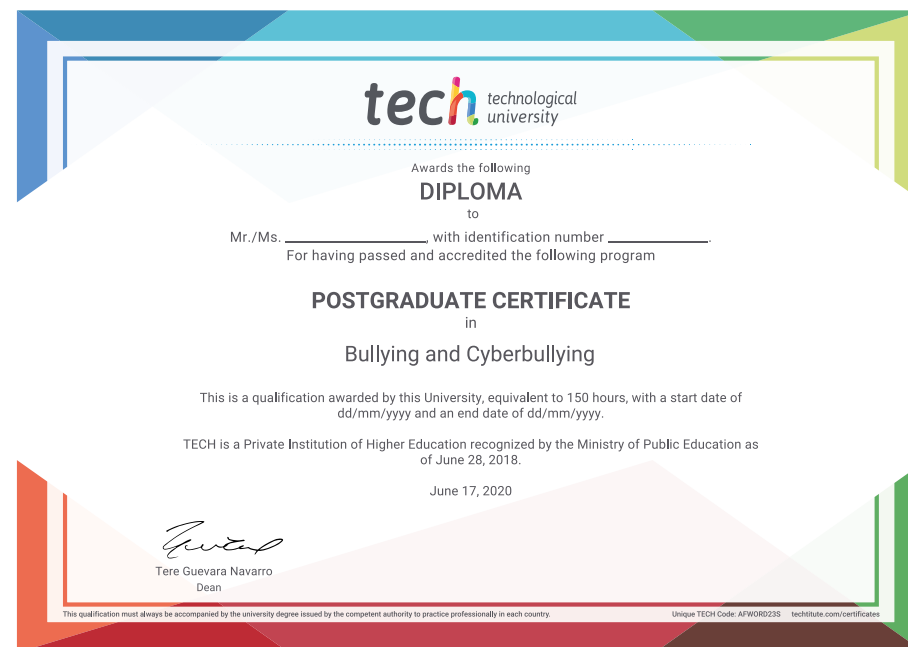 tech technological
university
Awards the following
DIPLOMA
to
Mr./Ms. ____________, with identification number ____________.
For having passed and accredited the following program
POSTGRADUATE CERTIFICATE
in
Bullying and Cyberbullying
This is a qualification awarded by this University, equivalent to 150 hours, with a start date of
dd/mm/yyyy and an end date of dd/mm/yyyy.
TECH is a Private Institution of Higher Education recognized by the Ministry of Public Education as
of June 28, 2018.
June 17, 2020
Tere Guevara Navarro
Dean
This qualification must always be accompanied by the university degree issued by the competent authority to practice professionally in each country. Unique TECH Code: AFWORD23S techtitute.com/certificates